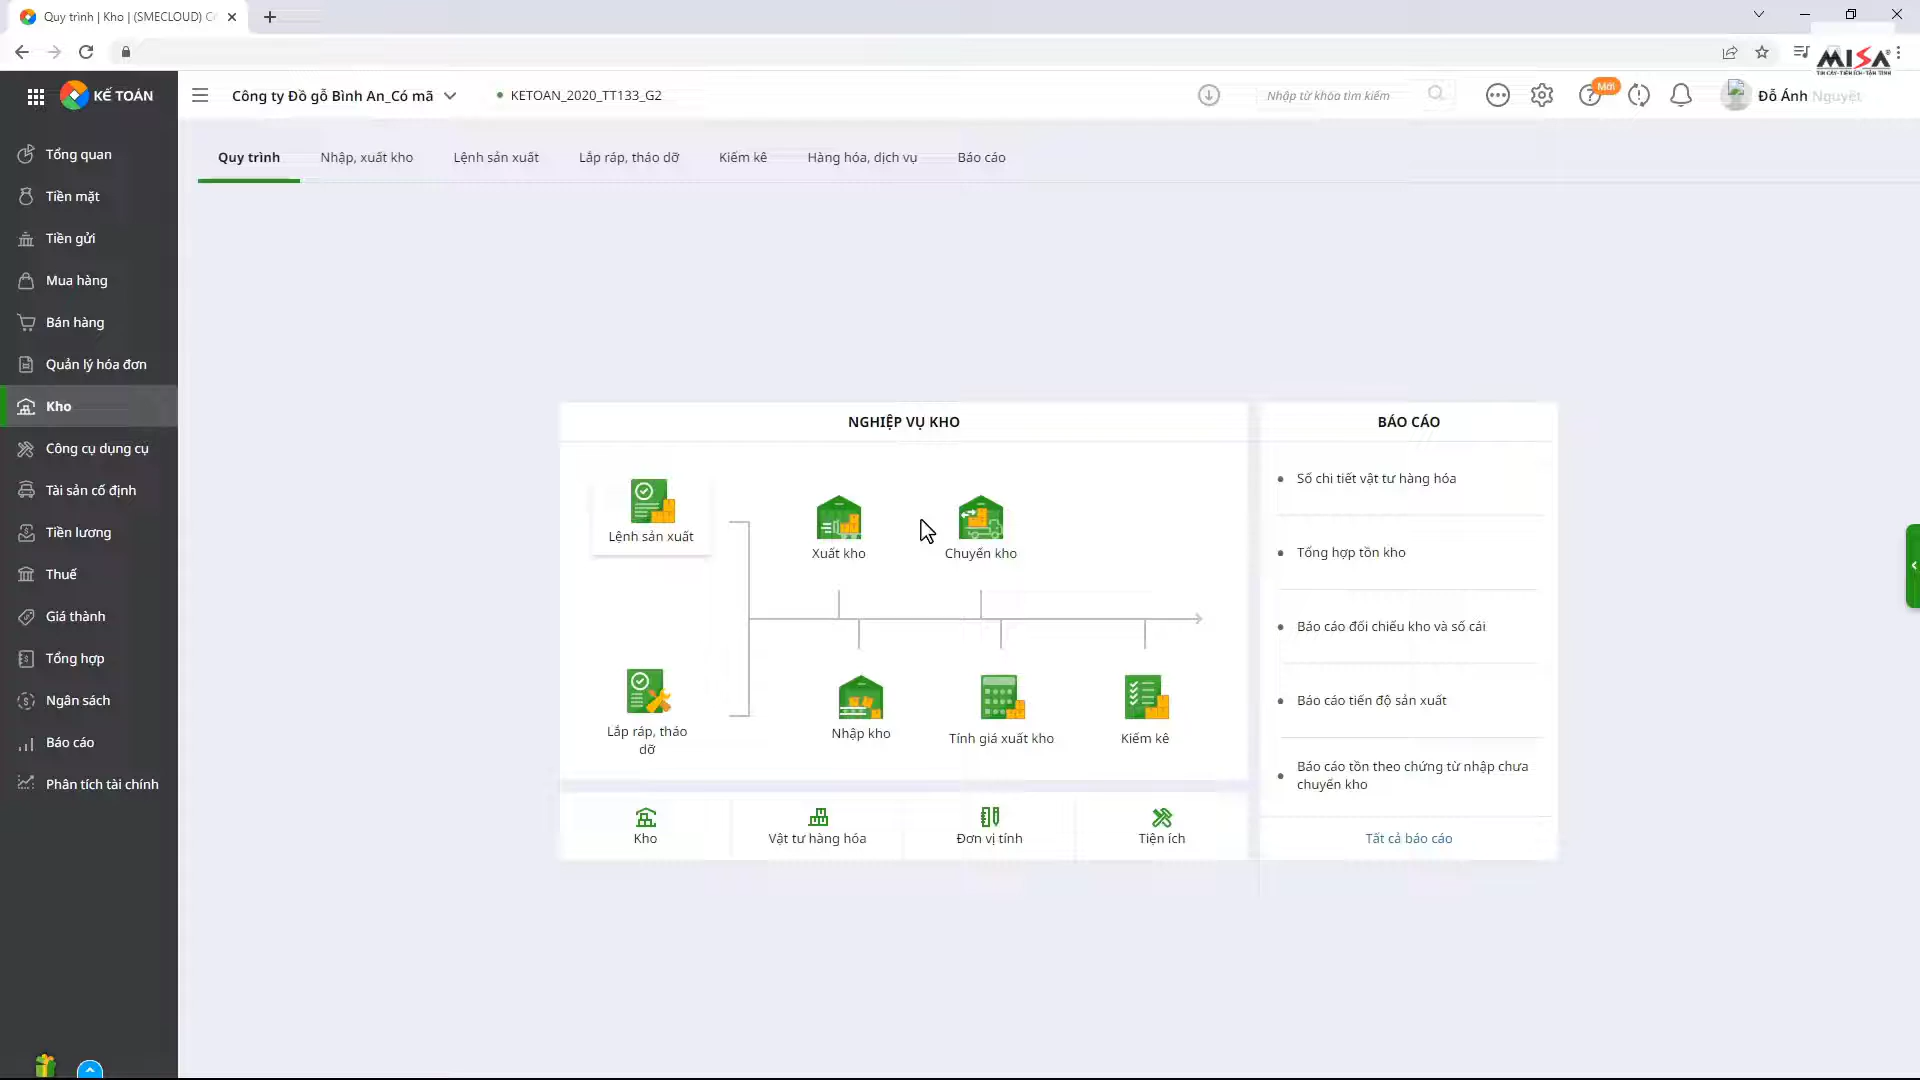 Quy trình | Kho | (SMECLOUD) C
MISA
TIN CẬY - TIỆN ÍCH - TẬN TÌNH
KẾ TOÁN
Công ty Đồ gỗ Bình An_Có mã
KETOAN_2020_TT133_G2
Nhập từ khóa tìm kiếm
Mới
Đỗ Ánh Nguyệt
Tổng quan
Tiền mặt
Tiền gửi
Mua hàng
Bán hàng
Quản lý hóa đơn
Kho
Công cụ dụng cụ
Tài sản cố định
Tiền lương
Thuế
Giá thành
Tổng hợp
Ngân sách
Báo cáo
Phân tích tài chính
Quy trình
Nhập, xuất kho
Lệnh sản xuất
Lắp ráp, tháo dỡ
Kiểm kê
Hàng hóa, dịch vụ
Báo cáo
NGHIỆP VỤ KHO
Lệnh sản xuất
Xuất kho
Chuyển kho
Lắp ráp, tháo
dỡ
Nhập kho
Tính giá xuất kho
Kiểm kê
Kho
Vật tư hàng hóa
Đơn vị tính
Tiện ích
BÁO CÁO
Sổ chi tiết vật tư hàng hóa
Tổng hợp tồn kho
Báo cáo đối chiếu kho và sổ cái
Báo cáo tiến độ sản xuất
Báo cáo tồn theo chứng từ nhập chưa
chuyển kho
Tất cả báo cáo